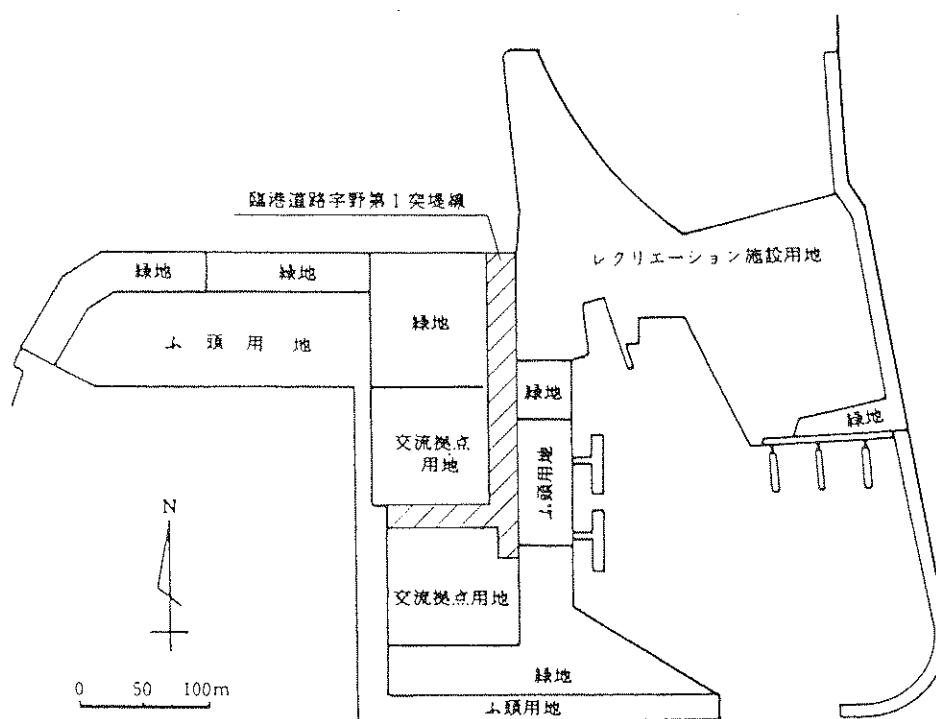 臨港道路宇野第1突堤線
レクリエーション施設用地
緑地
緑地
緑地
ふ頭用地
緑地
緑地
交流拠点
用地
ふ頭用地
N
交流拠点用地
緑地
0 50 100m
ふ頭用地